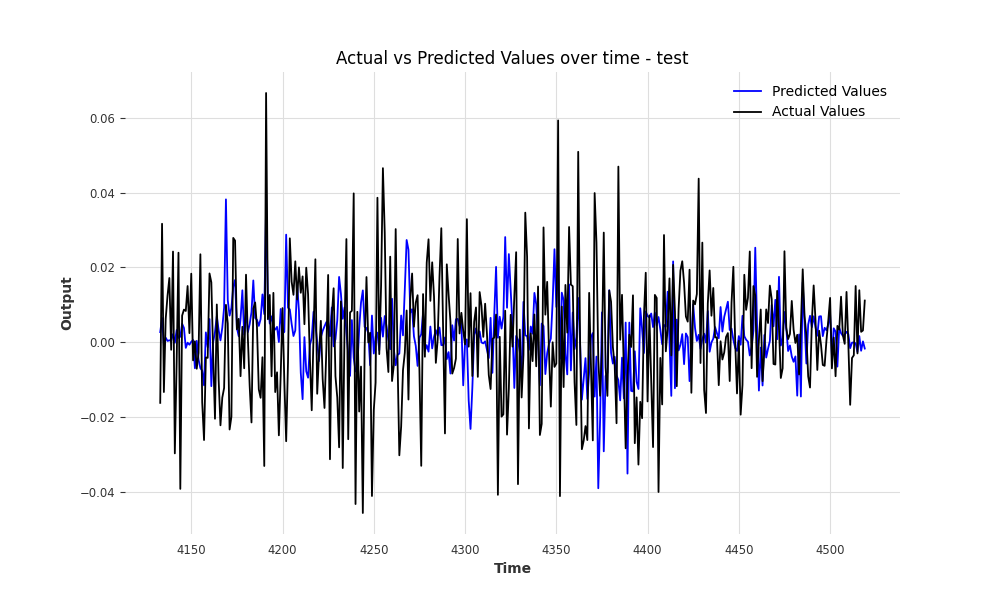 Actual vs Predicted Values over time - test
Predicted Values
Actual Values
0.06
0.04
0.02
0.00
−0.02
−0.04
Output
4150 4200 4250 4300 4350 4400 4450 4500
Time